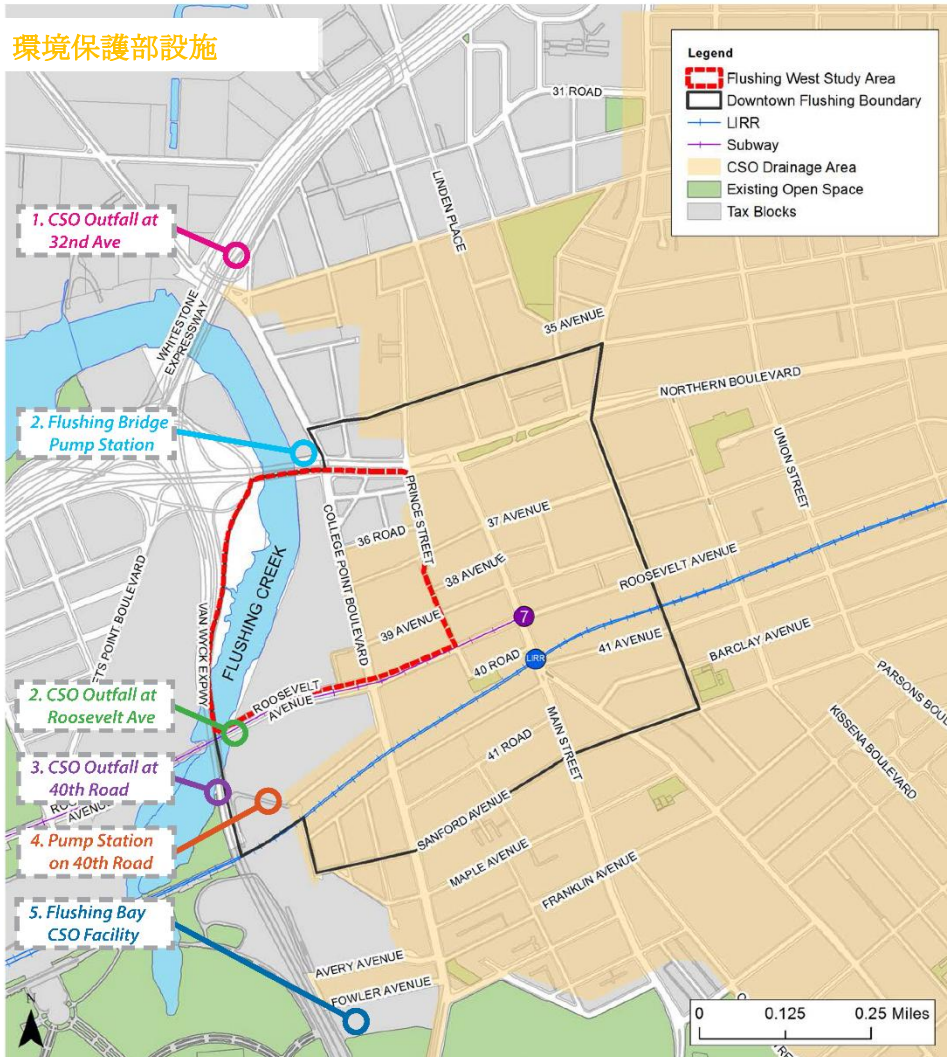 環境保護部設施
Legend
Flushing West Study Area
Downtown Flushing Boundary
LIRR
Subway
CSO Drainage Area
Existing Open Space
Tax Blocks
31 ROAD
LINDEN PLACE
1. CSO Outfall at
32nd Ave
WHITESTONE
EXPRESSWAY
35 AVENUE
NORTHERN BOULEVARD
2. Flushing Bridge
Pump Station
UNION STREET
PRINCE STREET
COLLEGE POINT BOULEVARD
36 ROAD
37 AVENUE
38 AVENUE
ROOSEVELT AVENUE
FLUSHING CREEK
39 AVENUE
7
VAN WYCK EXPWY
ETS POINT BOULEVARD
40 ROAD
LIRR
41 AVENUE
BARCLAY AVENUE
PARSONS BOU
2. CSO Outfall at
Roosevelt Ave
ROOSEVELT
AVENUE
KISSENA BOULEVARD
MAIN STREET
41 ROAD
3. CSO Outfall at
40th Road
AVENUE
4. Pump Station
on 40th Road
SANFORD AVENUE
MAPLE AVENUE
FRANKLIN AVENUE
5. Flushing Bay
CSO Facility
AVERY AVENUE
FOWLER AVENUE
N
0 0.125 0.25 Miles